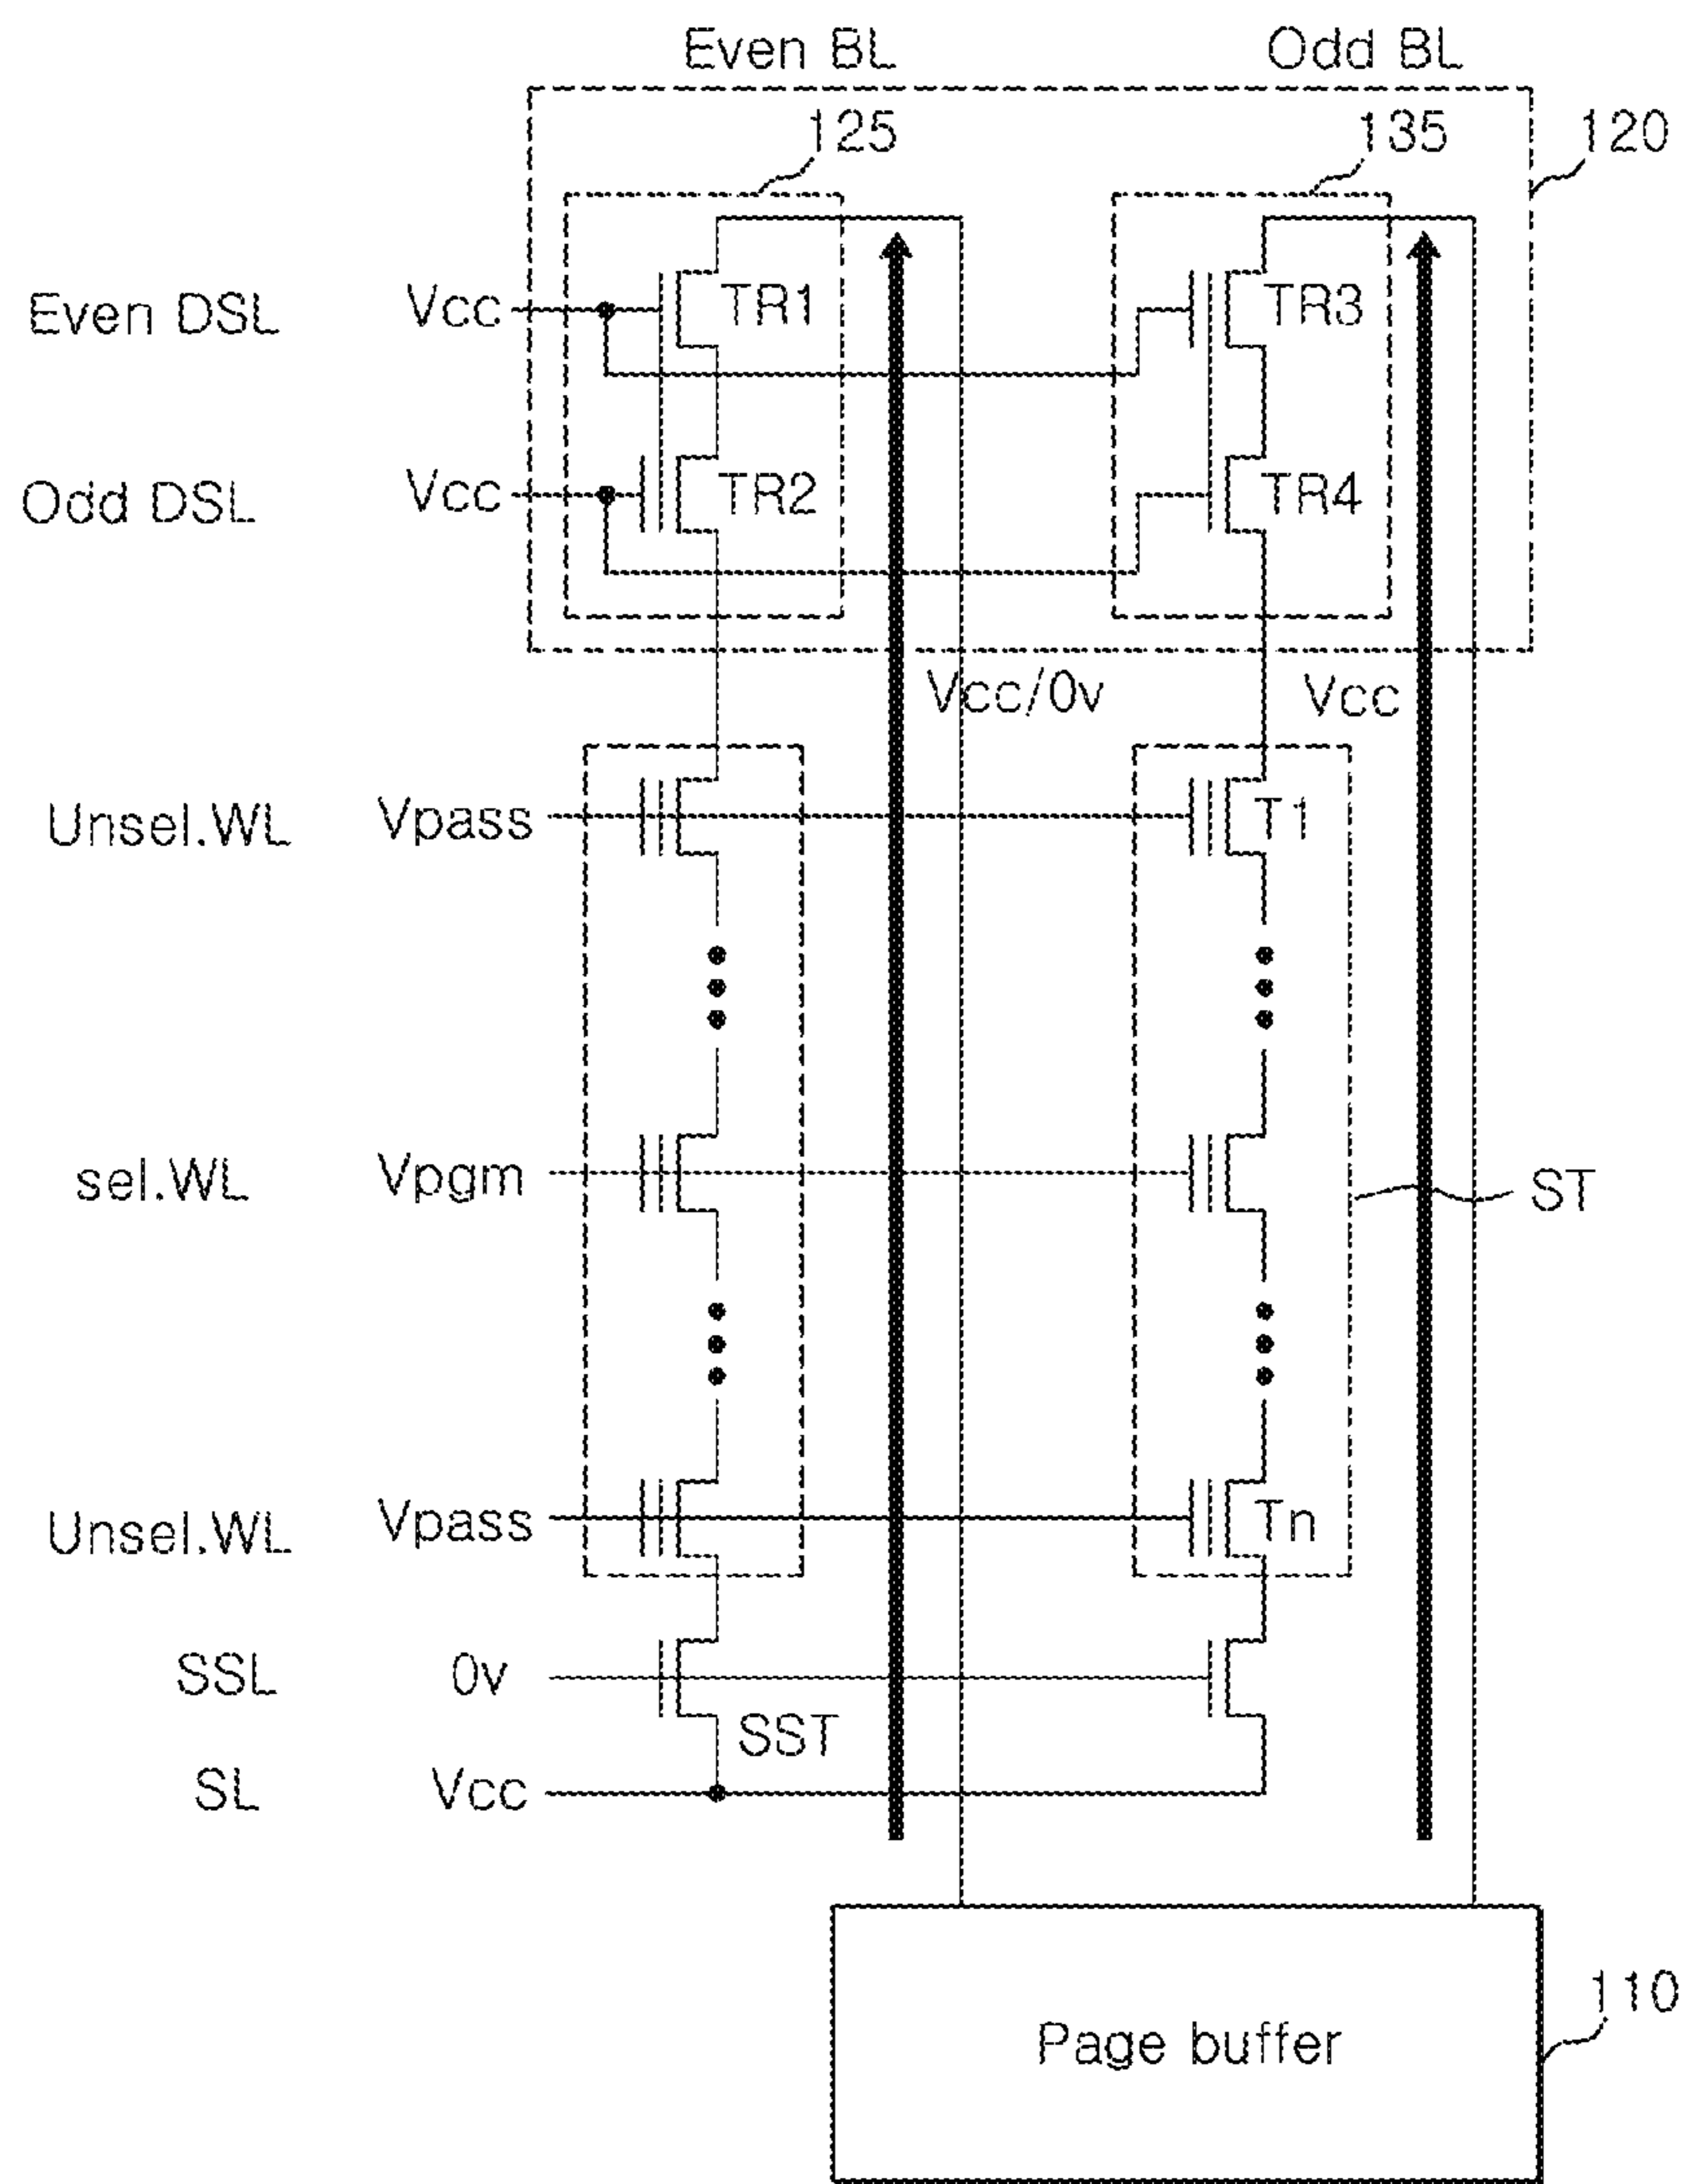 Even BL Odd BL
125 135 120
Even DSL Vcc TR1 TR3
Odd DSL Vcc TR2 TR4
Vcc/0v Vcc
Unsel.WL Vpass T1
sel.WL Vpgm ST
Unsel.WL Vpass Tn
SSL 0v
SST
SL Vcc
110
Page buffer